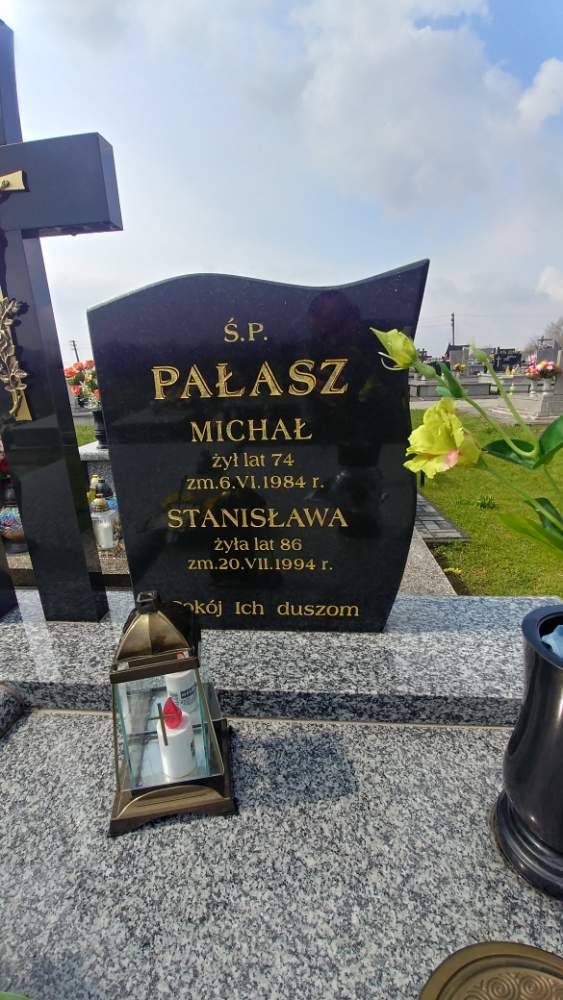 Ś.P.
PAŁASZ
MICHAŁ
żył lat 74
zm.6.VI.1984 r.
STANISŁAWA
żyła lat 86
zm.20.VII.1994 r.
Pokój Ich duszom